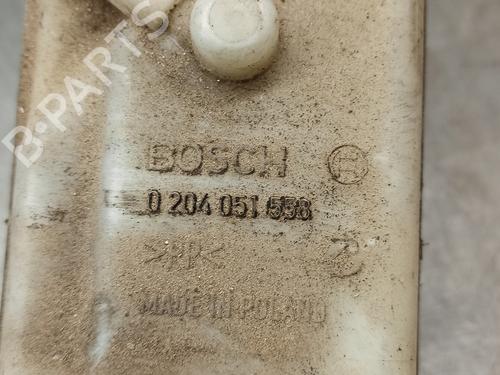 B-PARTS
BOSCH
0 204 051 558
>PP<
MADE IN POLAND